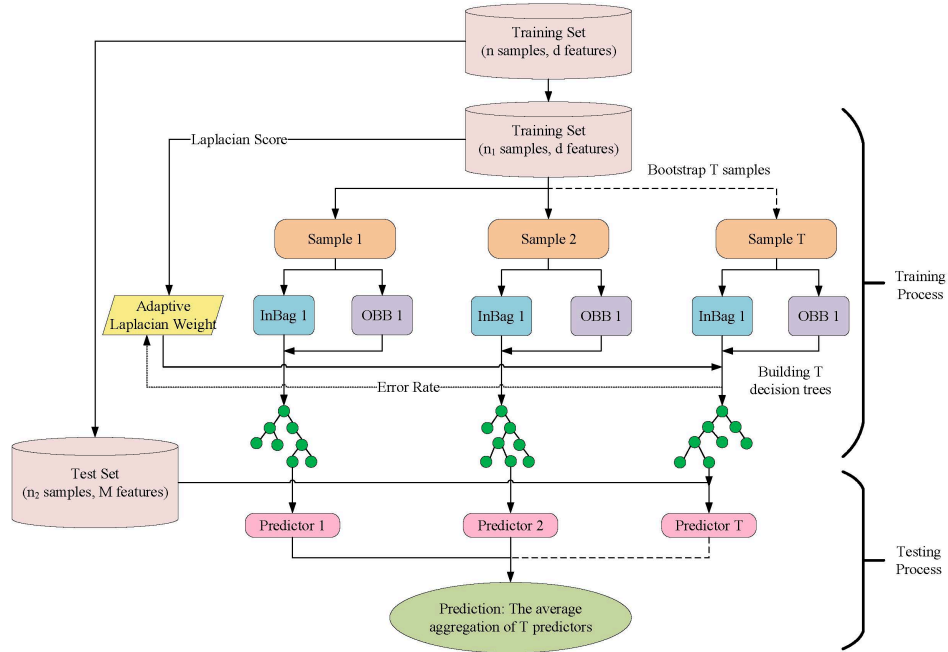 Training Set
(n samples, d features)
Laplacian Score
Training Set
(n₁ samples, d features)
Bootstrap T samples
Sample 1
Sample 2
Sample T
Training
Process
Adaptive
Laplacian Weight
InBag 1
OBB 1
InBag 1
OBB 1
InBag 1
OBB 1
Error Rate
Building T
decision trees
Test Set
(n₂ samples, M features)
Predictor 1
Predictor 2
Predictor T
Testing
Process
Prediction: The average
aggregation of T predictors